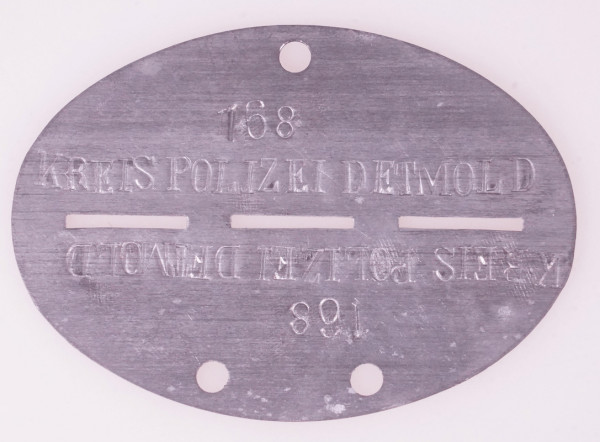 168
KREIS POLIZEI DETMOLD
KREIS POLIZEI DETMOLD
168